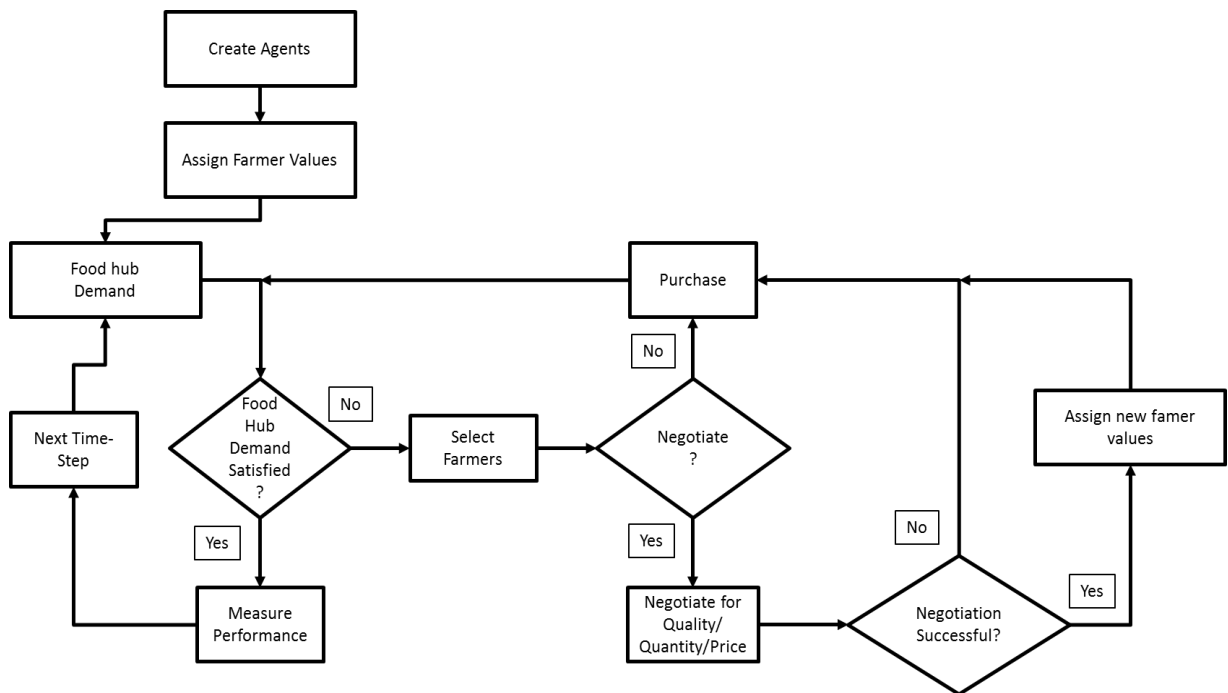 Create Agents
Assign Farmer Values
Food hub
Demand
Purchase
No
Food
Hub
Demand
Satisfied
?
No
Next Time-
Step
Select
Farmers
Negotiate
?
Assign new famer
values
Yes
Yes
No
Yes
Measure
Performance
Negotiate for
Quality/
Quantity/Price
Negotiation
Successful?